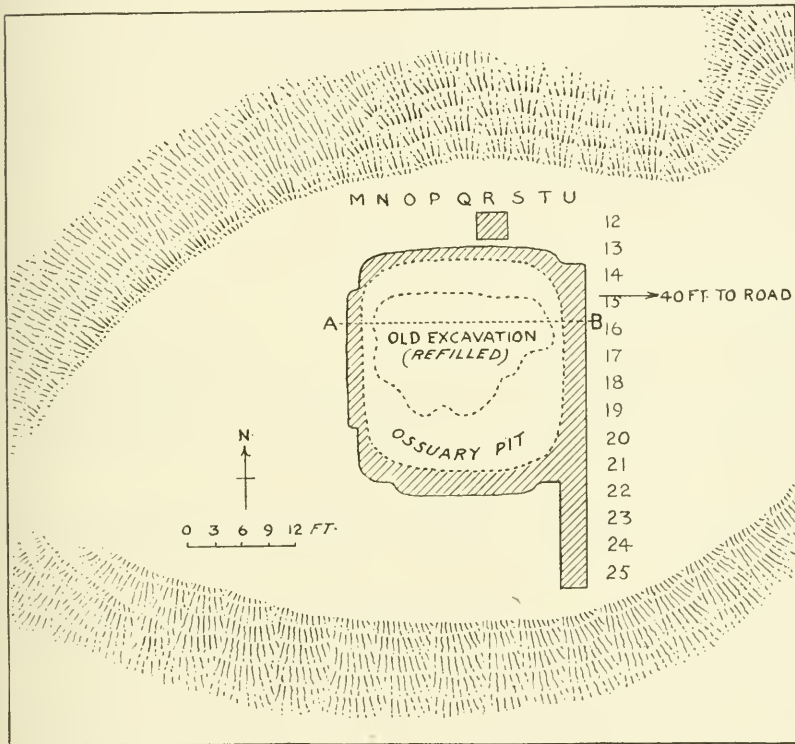 M N O P Q R S T U
12
13
14
15
→ 40 FT. TO ROAD
A
B
16
OLD EXCAVATION
(REFILLED)
17
18
19
OSSUARY PIT
20
21
22
23
24
25
N.
0 3 6 9 12 FT.